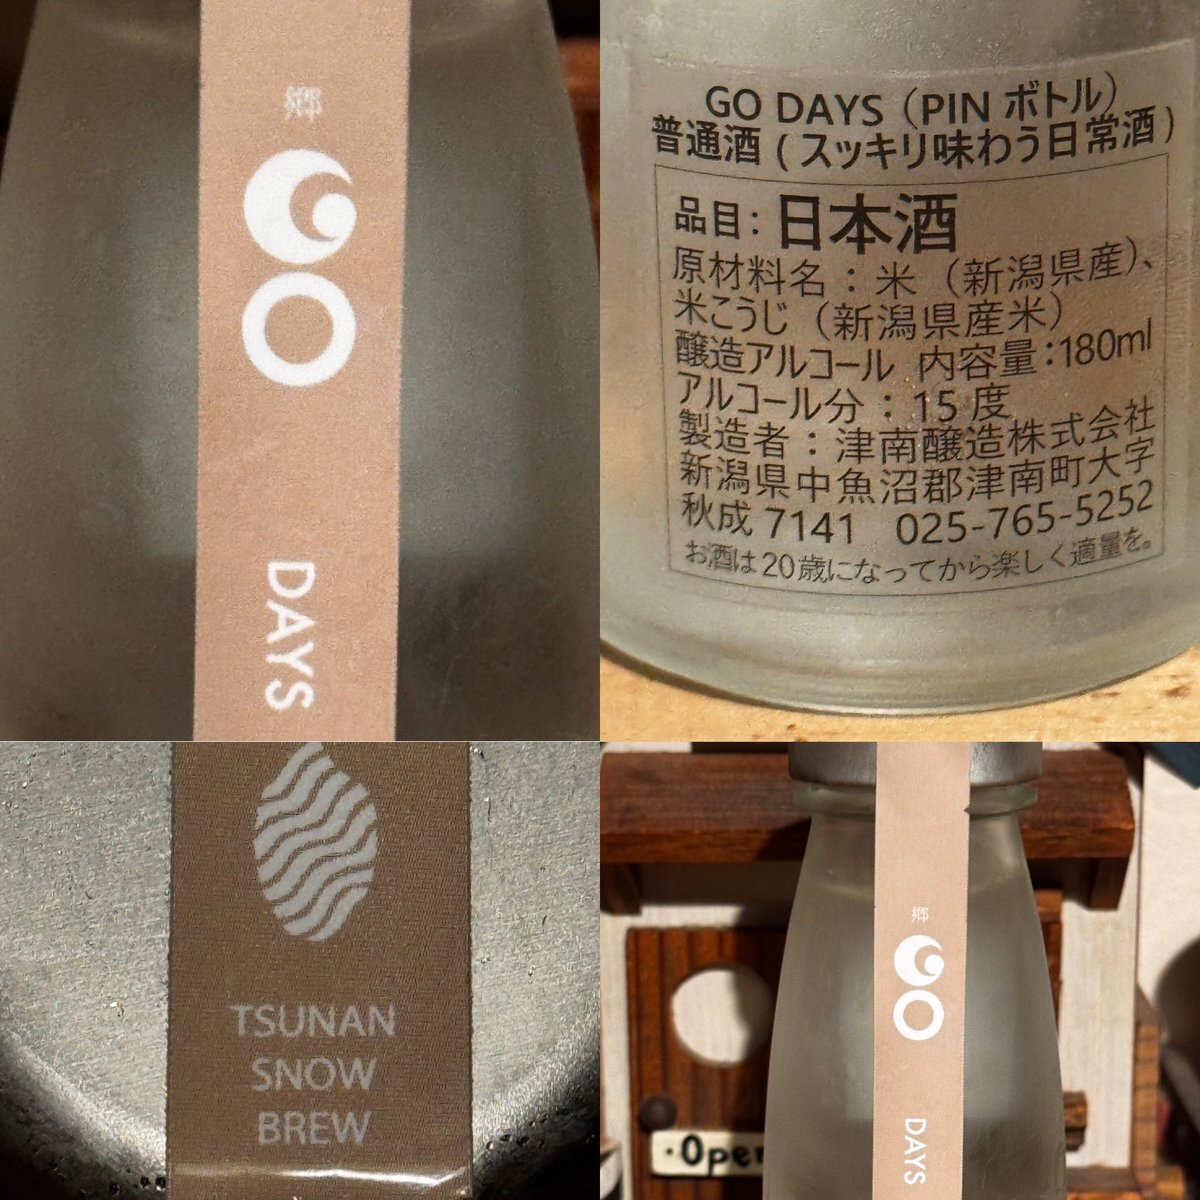 郷
GO
DAYS
GO DAYS（PIN ボトル）
普通酒 ( スッキリ味わう日常酒 )
品目: 日本酒
原材料名：米（新潟県産）、
米こうじ（新潟県産米）
醸造アルコール 内容量：180ml
アルコール分：15 度
製造者：津南醸造株式会社
新潟県中魚沼郡津南町大字
秋成 7141 025-765-5252
お酒は20歳になってから楽しく適量を。
TSUNAN
SNOW
BREW
郷
GO
DAYS